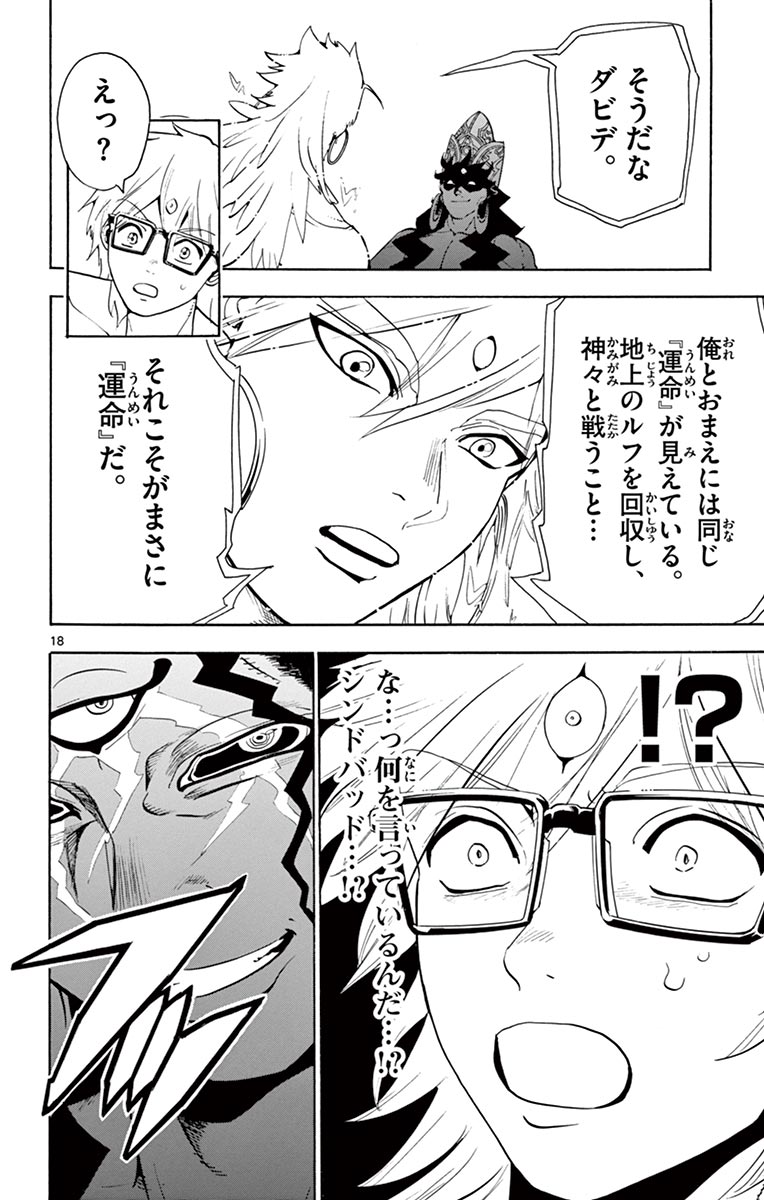 そうだな
ダビデ。
えっ？
俺とおまえには同じ
『運命』が見えている。
地上のルフを回収し、
神々と戦うこと…
それこそがまさに
『運命』だ。
18
!?
な…っ何を言っているんだ…!?
シンドバッド…!?
フッ